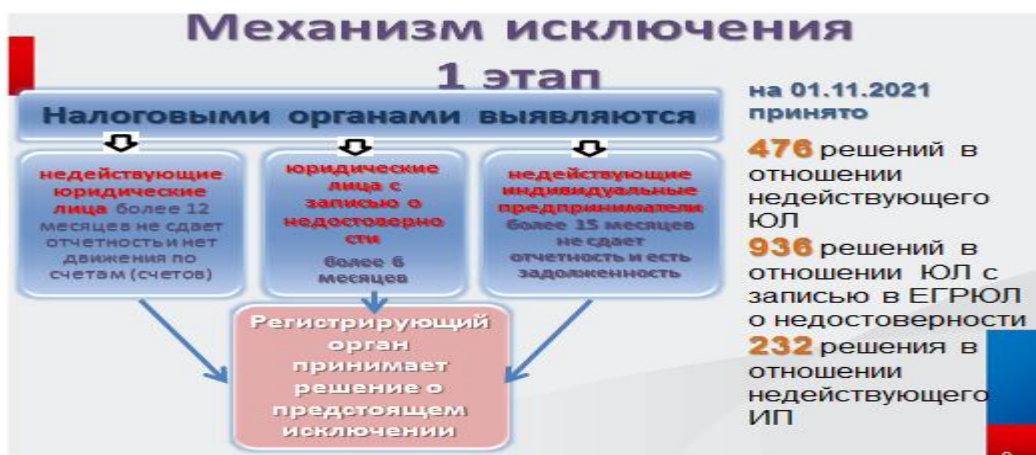 Механизм исключения
1 этап
Налоговыми органами выявляются
недействующие
юридические
лица более 12
месяцев не сдает
отчетность и нет
движения по
счетам (счетов)
юридические
лица с
записью о
недостоверно
сти
более 6
месяцев
недействующие
индивидуальные
предприниматели
более 15 месяцев
не сдает
отчетность и есть
задолженность
Регистрирующий
орган
принимает
решение о
предстоящем
исключении
на 01.11.2021
принято
476 решений в
отношении
недействующего
ЮЛ
936 решений в
отношении ЮЛ с
записью в ЕГРЮЛ
о недостоверности
232 решения в
отношении
недействующего
ИП